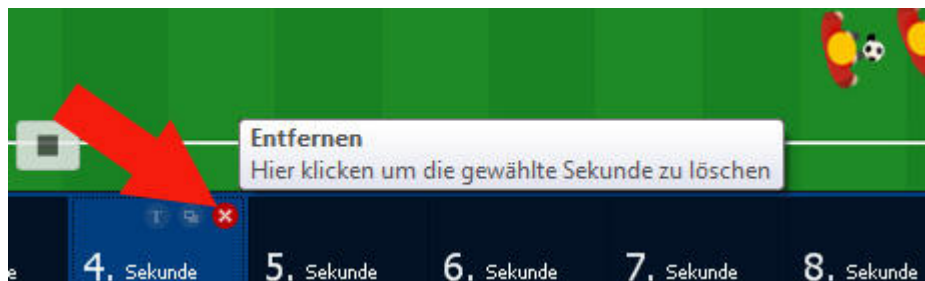 Entfernen
Hier klicken um die gewählte Sekunde zu löschen
T
e 4. Sekunde 5. Sekunde 6. Sekunde 7. Sekunde 8. Sekunde